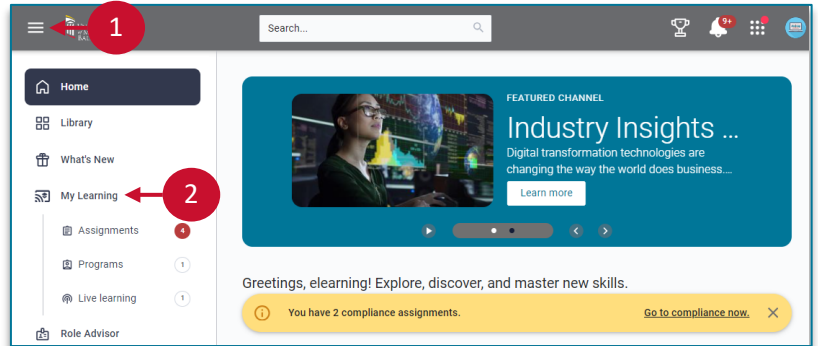 1
Search...
9+
Home
Library
What's New
My Learning
2
Assignments
4
Programs
1
Live learning
1
Role Advisor
FEATURED CHANNEL
Industry Insights ...
Digital transformation technologies are
changing the way the world does business....
Learn more
Greetings, elearning! Explore, discover, and master new skills.
You have 2 compliance assignments.
Go to compliance now.